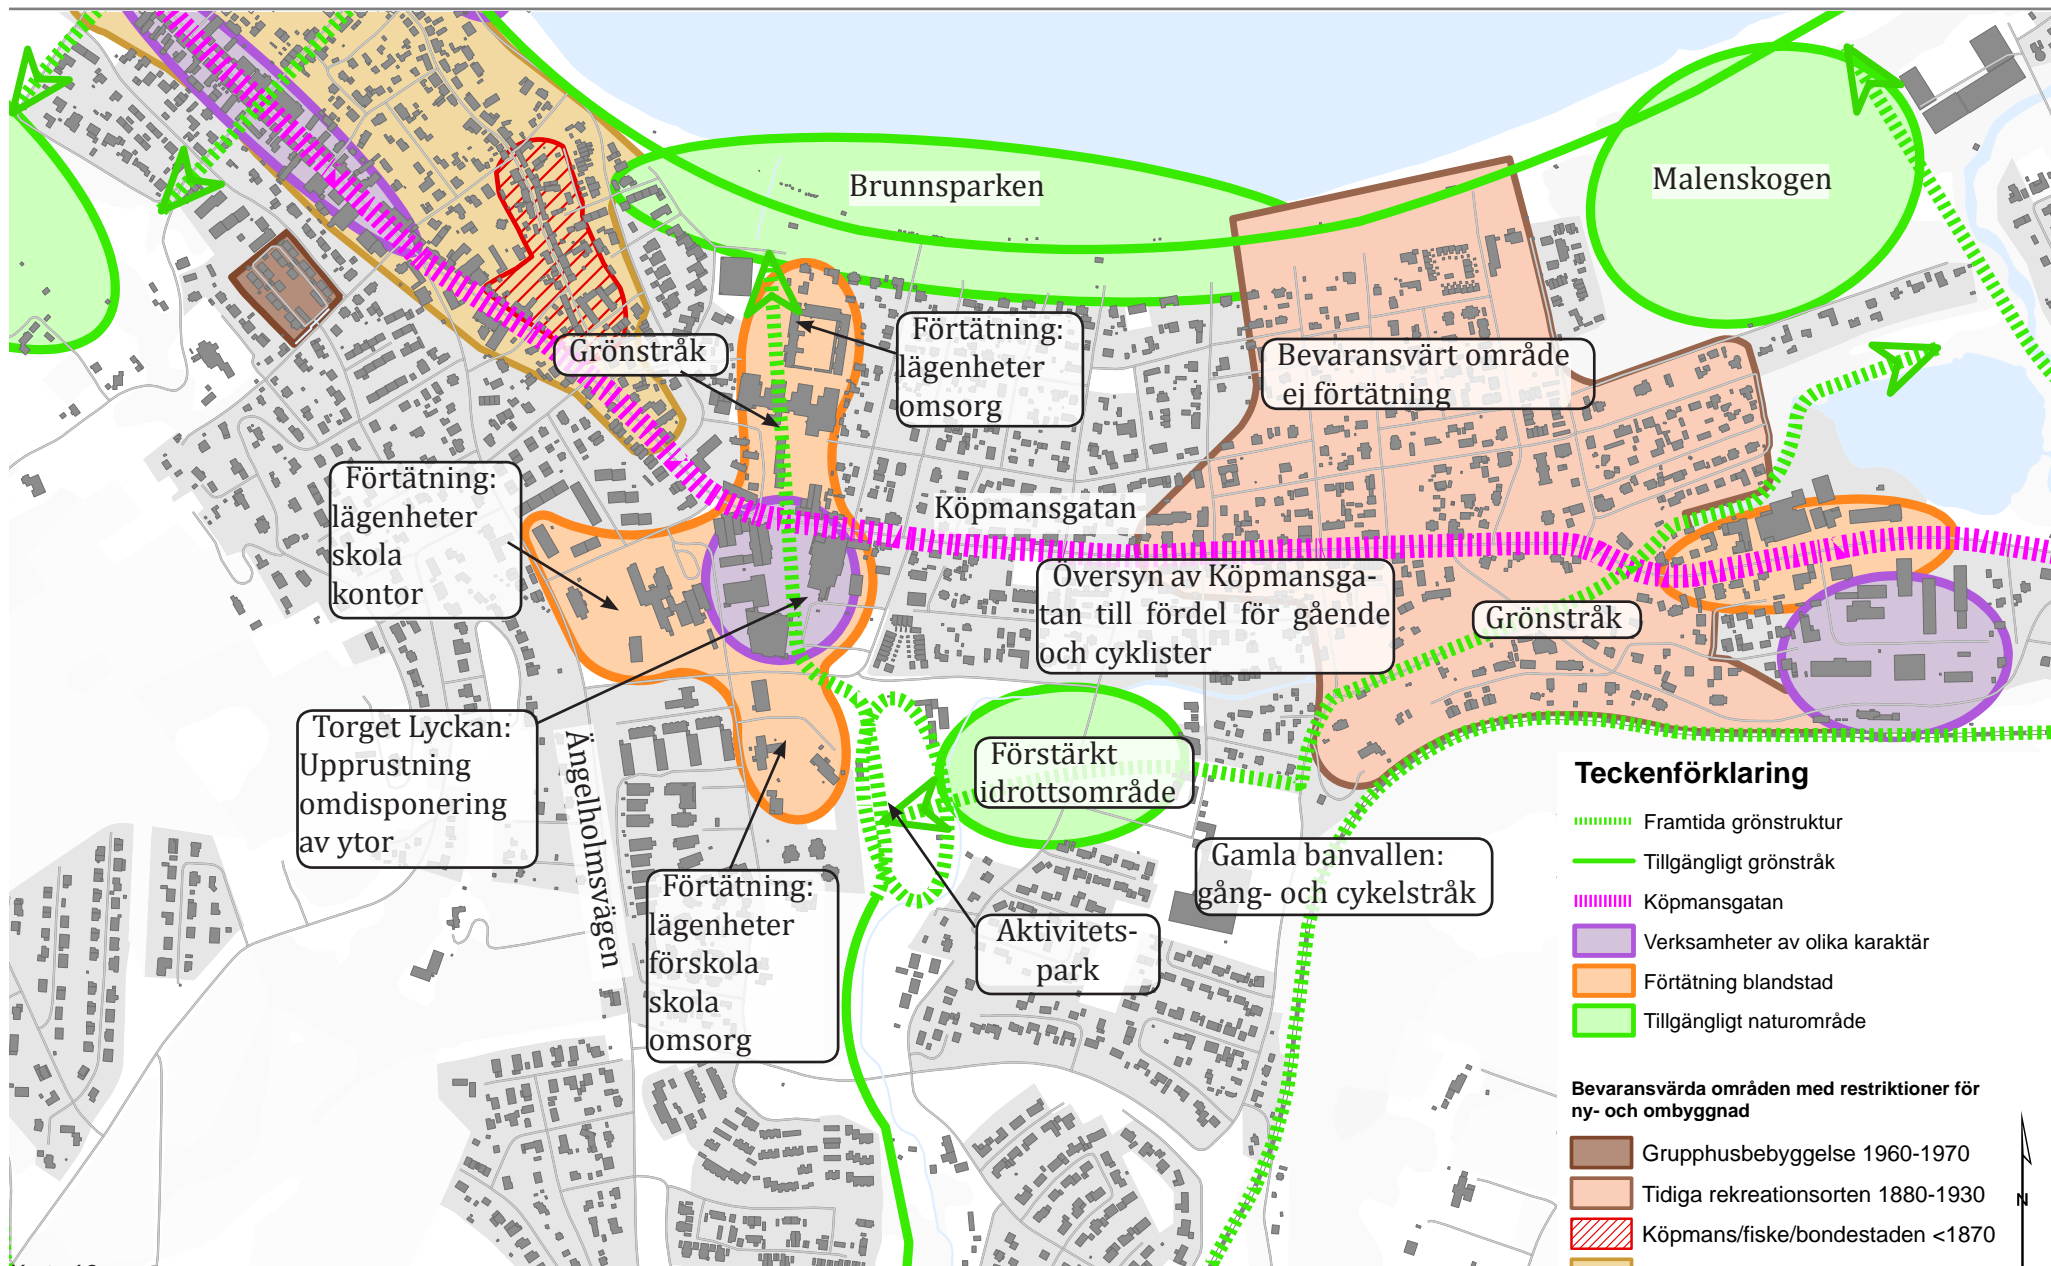 Brunnsparken
Malenskogen
Grönstråk
Förtätning:
lägenheter
omsorg
Bevaransvärt område
ej förtätning
Förtätning:
lägenheter
skola
kontor
Köpmansgatan
Översyn av Köpmansga-
tan till fördel för gående
och cyklister
Grönstråk
Torget Lyckan:
Upprustning
omdisponering
av ytor
Ängelholmsvägen
Förstärkt
idrottsområde
Gamla banvallen:
gång- och cykelstråk
Förtätning:
lägenheter
förskola
skola
omsorg
Aktivitets-
park
Teckenförklaring
Framtida grönstruktur
Tillgängligt grönstråk
Köpmansgatan
Verksamheter av olika karaktär
Förtätning blandstad
Tillgängligt naturområde
Bevaransvärda områden med restriktioner för
ny- och ombyggnad
Grupphusbebyggelse 1960-1970
Tidiga rekreationsorten 1880-1930
Köpmans/fiske/bondestaden <1870
N